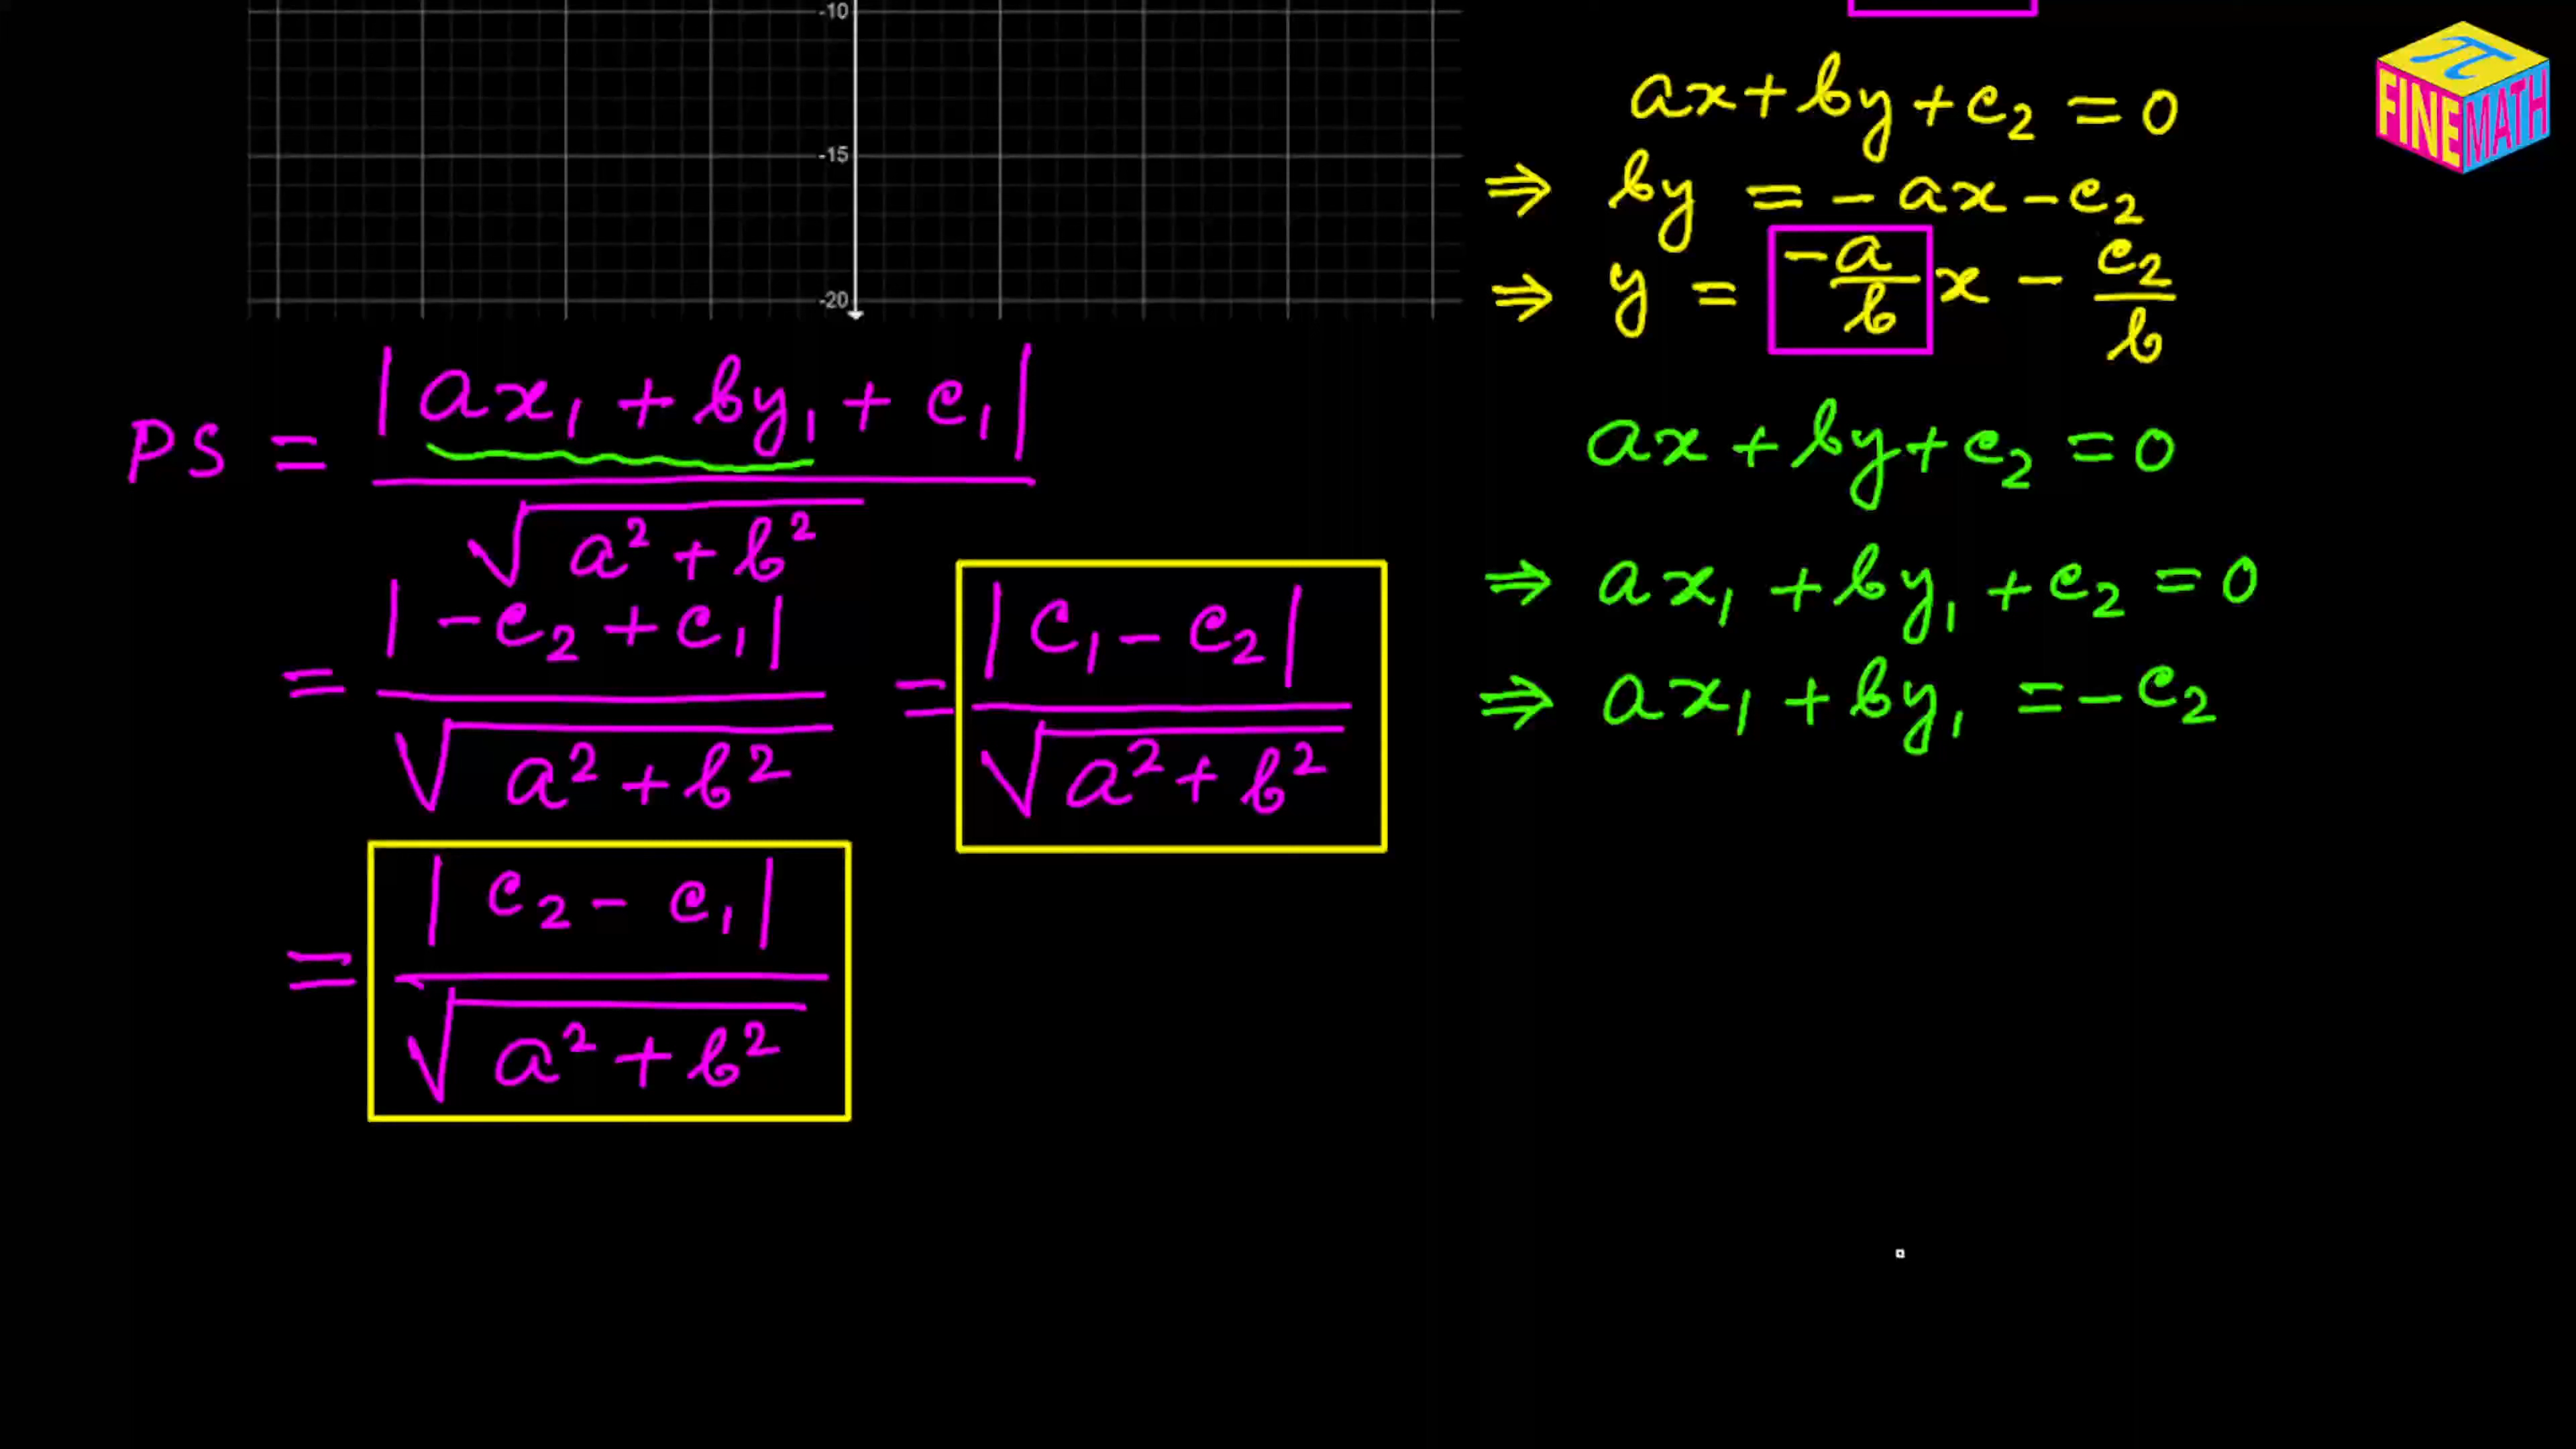 -10
-15
-20
π
FINE MATH
ax + by + c₂ = 0
⇒ by = - ax - c₂
⇒ y = -a/b x - c₂/b
PS = |ax₁ + by₁ + c₁| / √(a² + b²)
= |-c₂ + c₁| / √(a² + b²) = |c₁ - c₂| / √(a² + b²)
= |c₂ - c₁| / √(a² + b²)
ax + by + c₂ = 0
⇒ ax₁ + by₁ + c₂ = 0
⇒ ax₁ + by₁ = - c₂